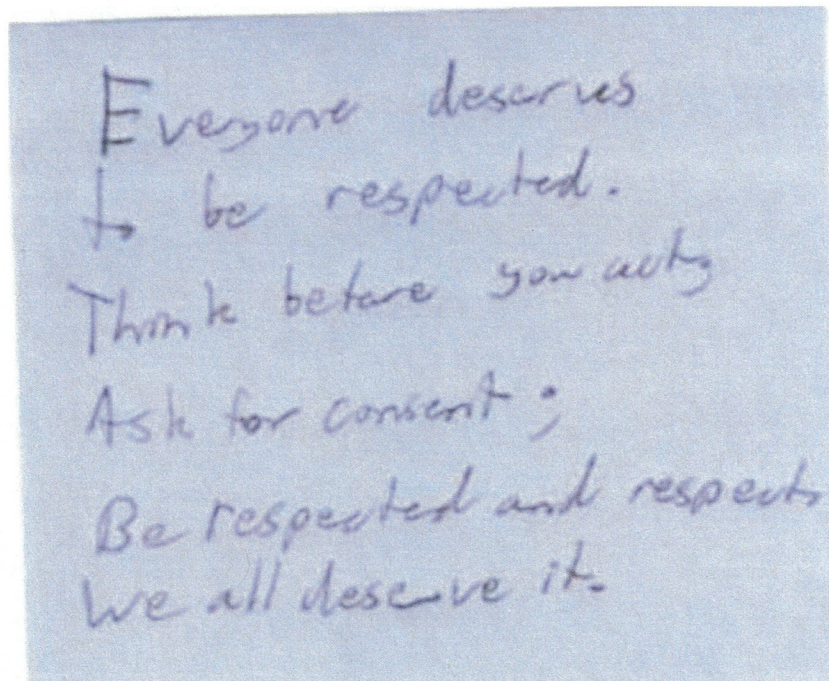 Everyone deserves
to be respected.
Think before you act,
Ask for consent;
Be respected and respect,
We all deserve it.